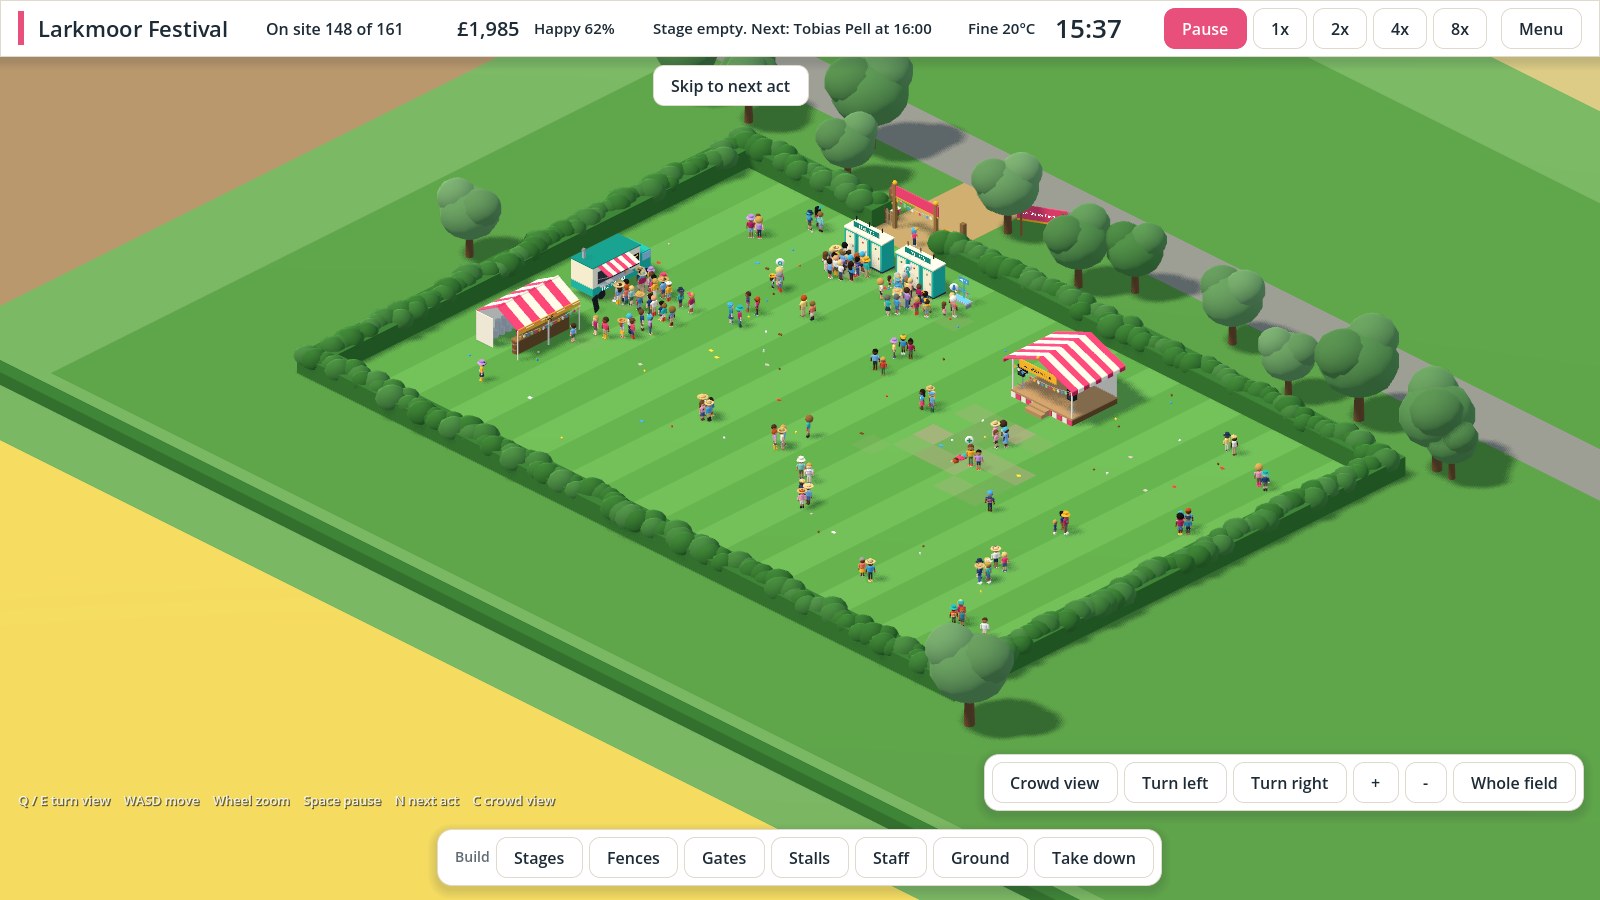 Larkmoor Festival
On site 148 of 161
£1,985
Happy 62%
Stage empty. Next: Tobias Pell at 16:00
Fine 20°C
15:37
Pause
1x
2x
4x
8x
Menu
Skip to next act
Crowd view
Turn left
Turn right
+
-
Whole field
Q / E turn view WASD move Wheel zoom Space pause N next act C crowd view
Build
Stages
Fences
Gates
Stalls
Staff
Ground
Take down